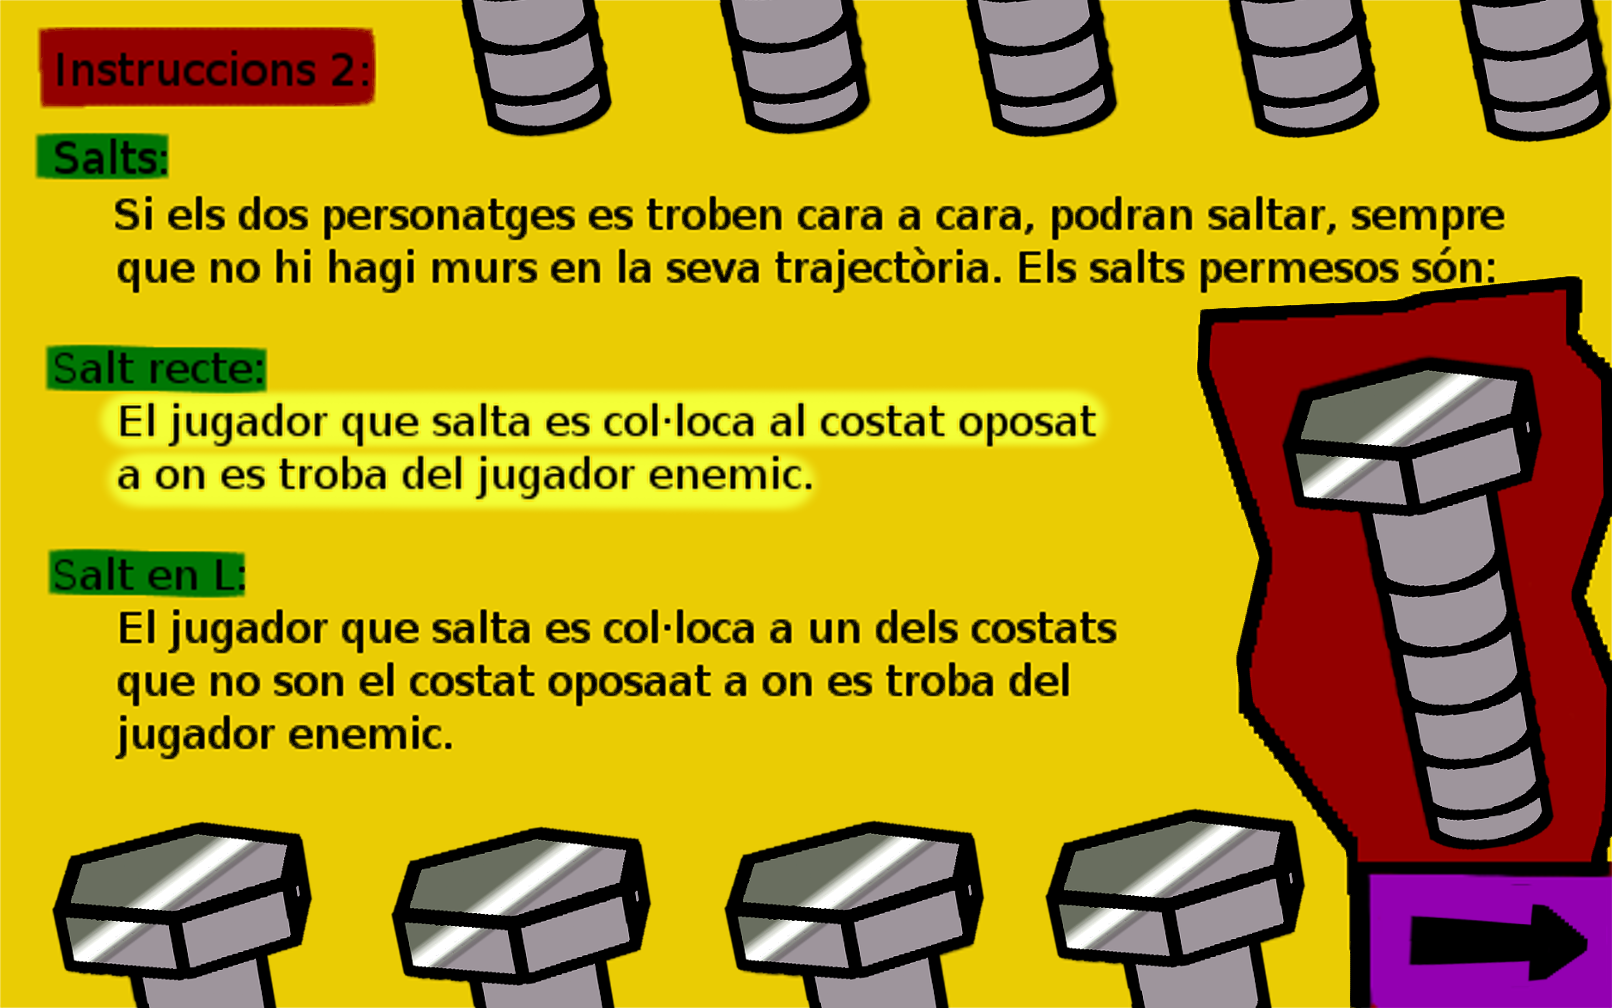 Instruccions 2:
Salts:
Si els dos personatges es troben cara a cara, podran saltar, sempre
que no hi hagi murs en la seva trajectòria. Els salts permesos són:
Salt recte:
El jugador que salta es col·loca al costat oposat
a on es troba del jugador enemic.
Salt en L:
El jugador que salta es col·loca a un dels costats
que no son el costat oposaat a on es troba del
jugador enemic.